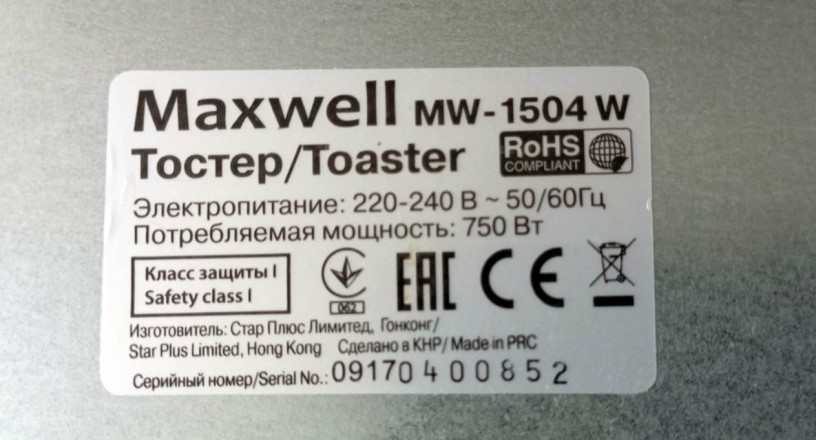 Maxwell MW-1504 W
Тостер/Toaster
RoHS
COMPLIANT
Электропитание: 220-240 В ~ 50/60Гц
Потребляемая мощность: 750 Вт
Класс защиты I
Safety class I
062
EAC
CE
Изготовитель: Стар Плюс Лимитед, Гонконг/
Star Plus Limited, Hong Kong Сделано в КНР/ Made in PRC
Серийный номер/Serial No.: 09170400852